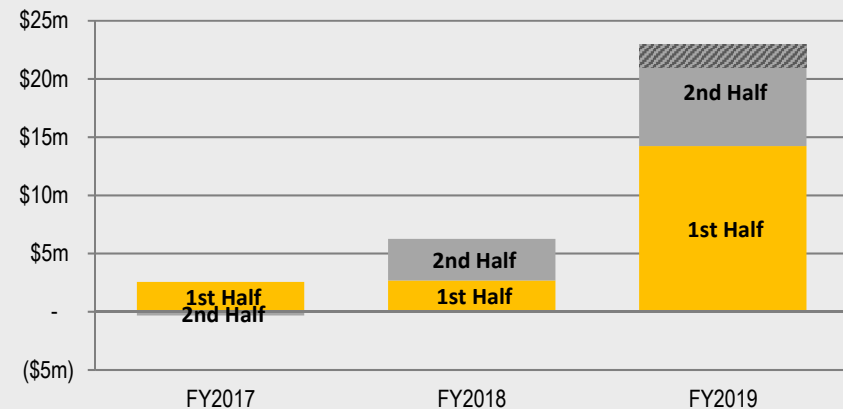 $25m
$20m
2nd Half
$15m
$10m
1st Half
$5m
2nd Half
1st Half
1st Half
-
2nd Half
($5m)
FY2017
FY2018
FY2019